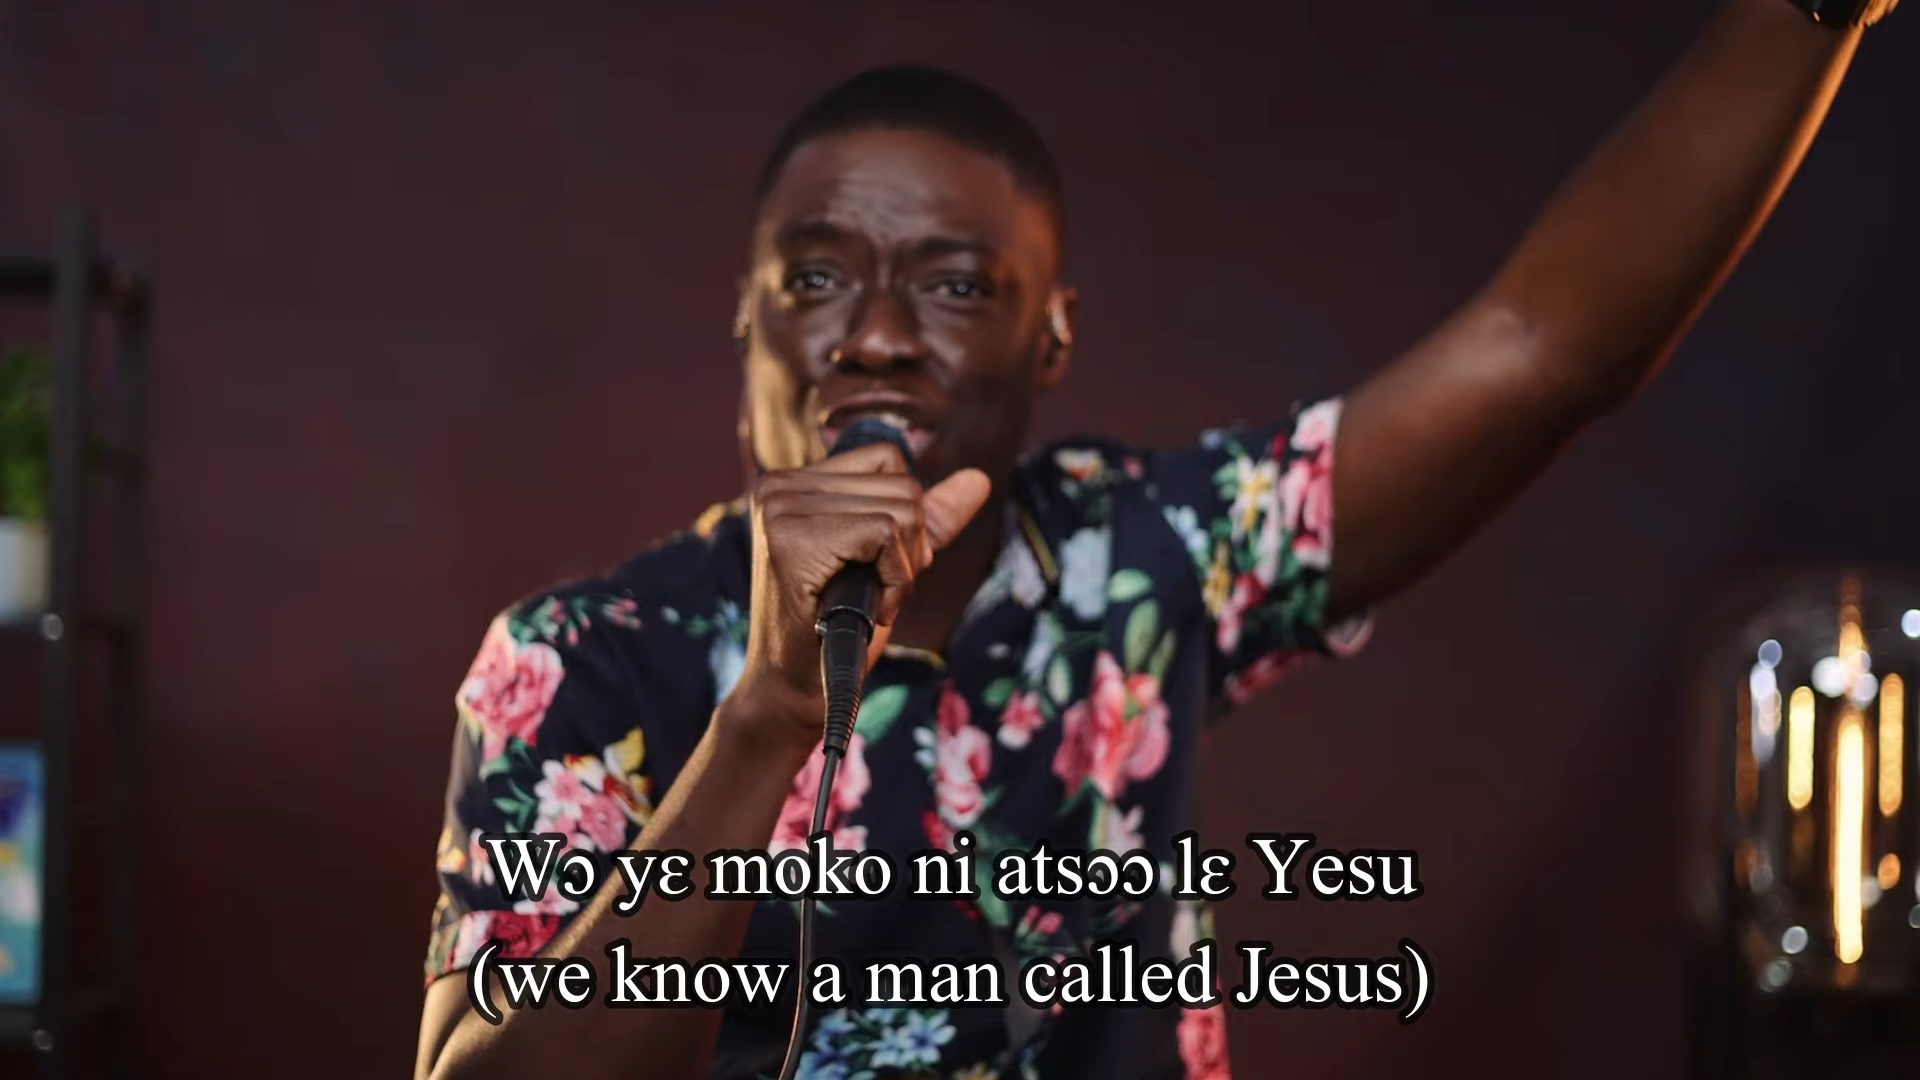 Wɔ yɛ moko ni atsɔɔ lɛ Yesu
(we know a man called Jesus)